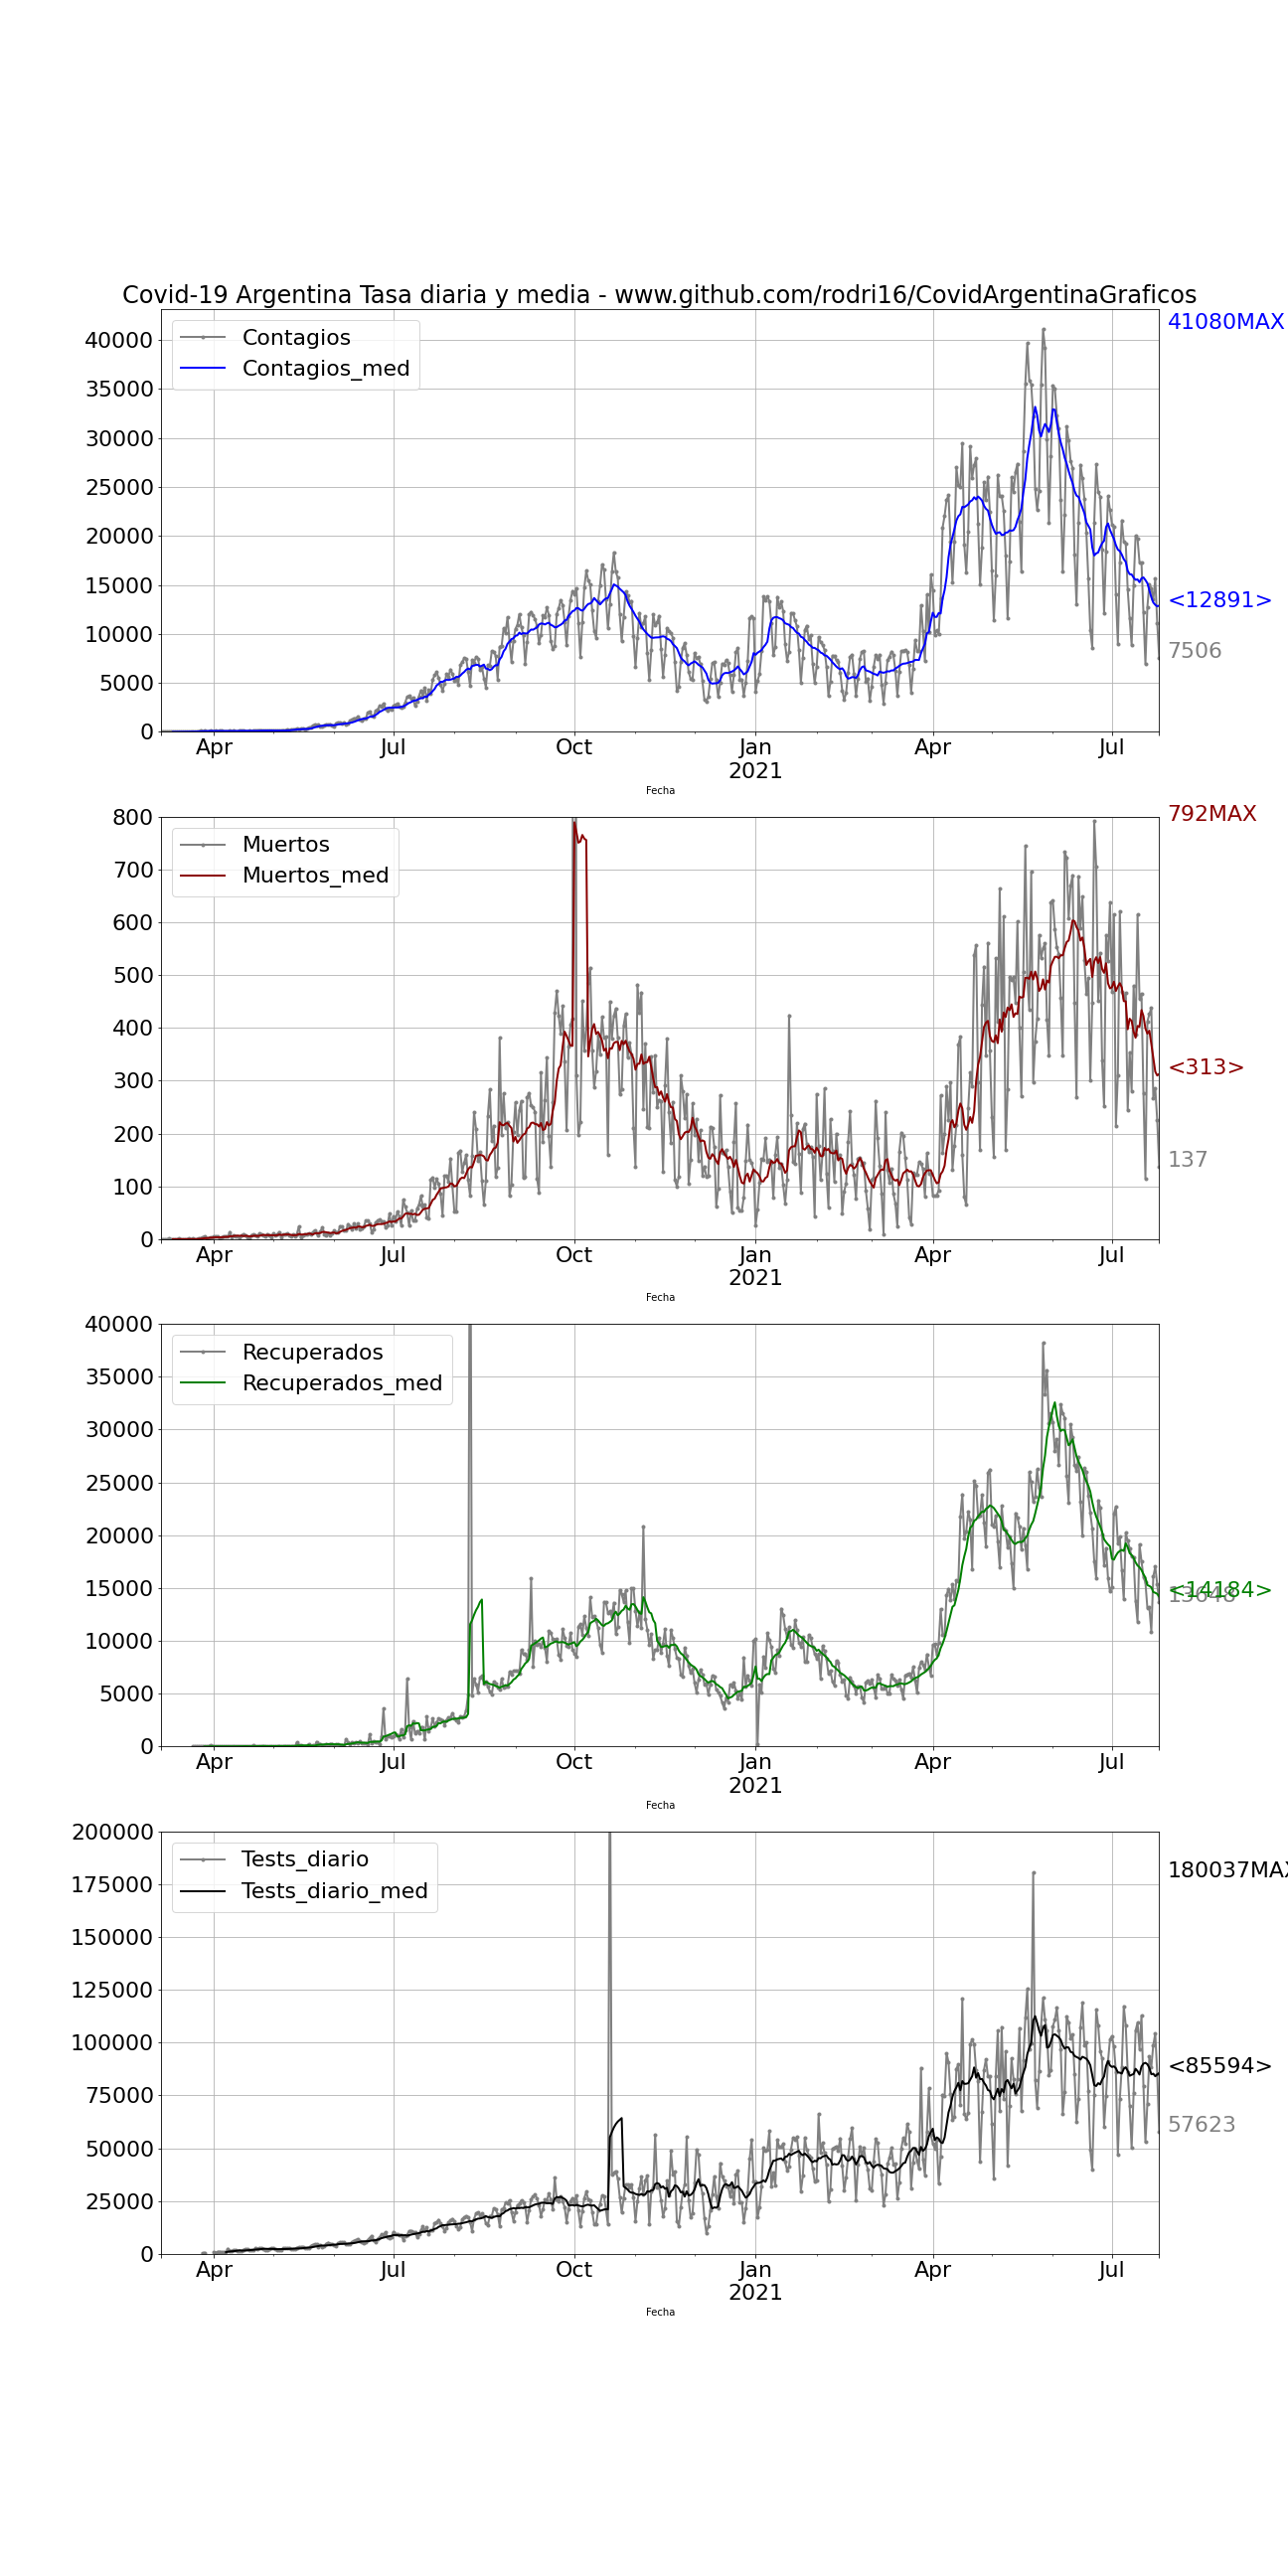 Covid-19 Argentina Tasa diaria y media - www.github.com/rodri16/CovidArgentinaGraficos
41080MAX
Contagios
Contagios_med
40000
35000
30000
25000
20000
15000
<12891>
10000
7506
5000
0
Apr Jul Oct Jan Apr Jul
2021
Fecha
792MAX
800
Muertos
Muertos_med
700
600
500
400
<313>
300
200
137
100
0
Apr Jul Oct Jan Apr Jul
2021
Fecha
40000
Recuperados
Recuperados_med
35000
30000
25000
20000
15000
<14184>
13648
10000
5000
0
Apr Jul Oct Jan Apr Jul
2021
Fecha
200000
Tests_diario
180037MAX
Tests_diario_med
175000
150000
125000
100000
<85594>
75000
57623
50000
25000
0
Apr Jul Oct Jan Apr Jul
2021
Fecha